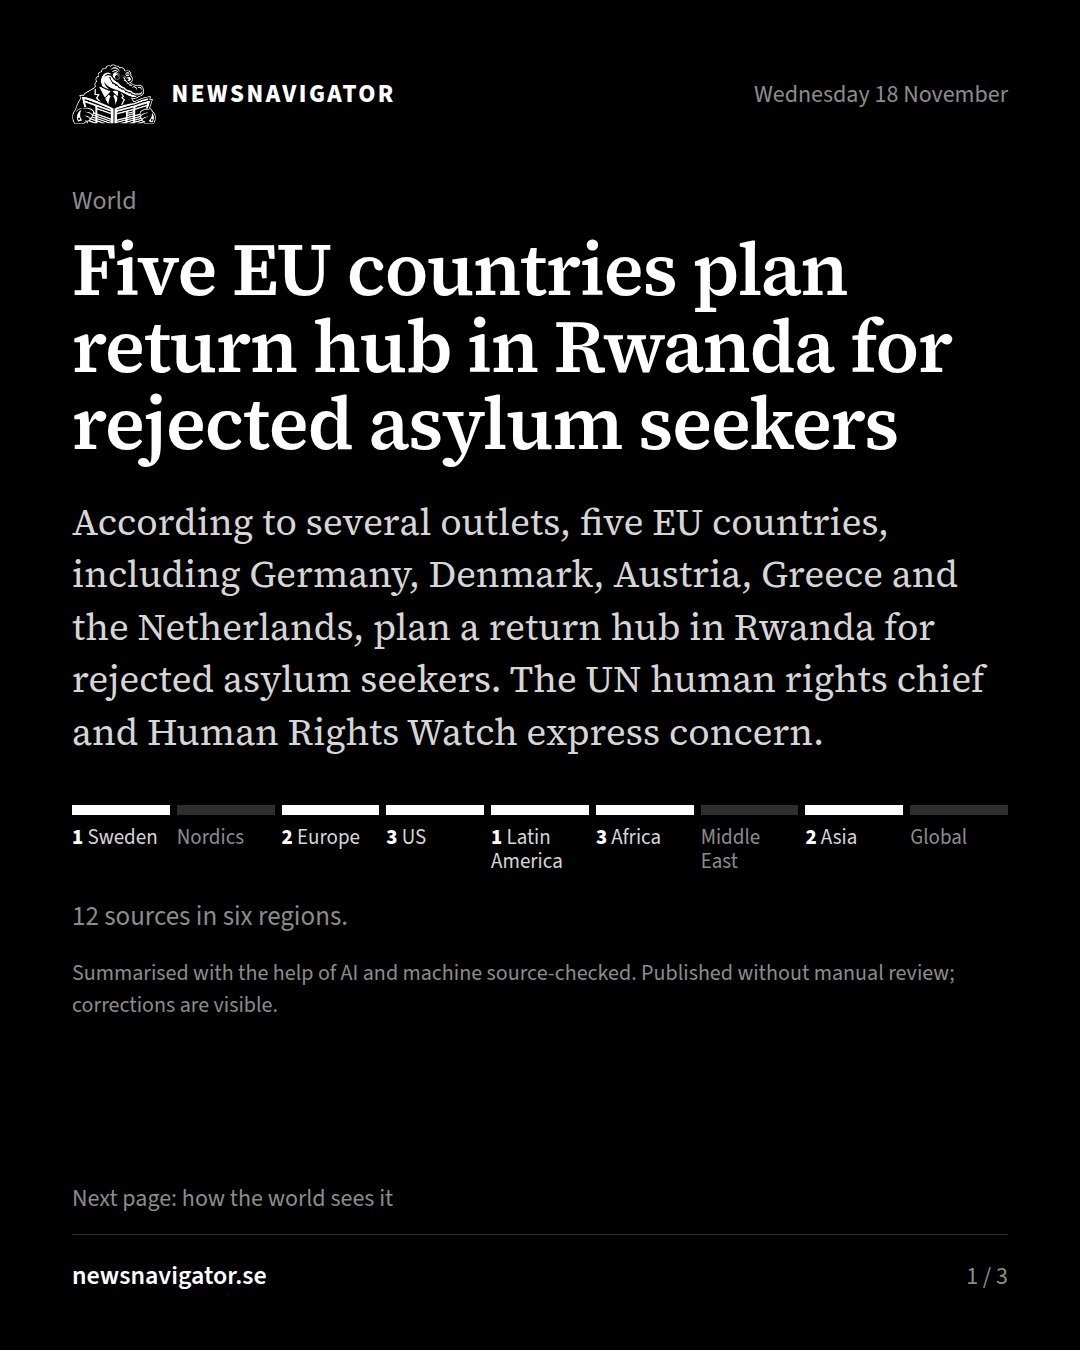 NEWSNAVIGATOR
Wednesday 18 November
World
Five EU countries plan
return hub in Rwanda for
rejected asylum seekers
According to several outlets, five EU countries,
including Germany, Denmark, Austria, Greece and
the Netherlands, plan a return hub in Rwanda for
rejected asylum seekers. The UN human rights chief
and Human Rights Watch express concern.
1 Sweden
Nordics
2 Europe
3 US
1 Latin
America
3 Africa
Middle
East
2 Asia
Global
12 sources in six regions.
Summarised with the help of AI and machine source-checked. Published without manual review;
corrections are visible.
Next page: how the world sees it
newsnavigator.se
1 / 3